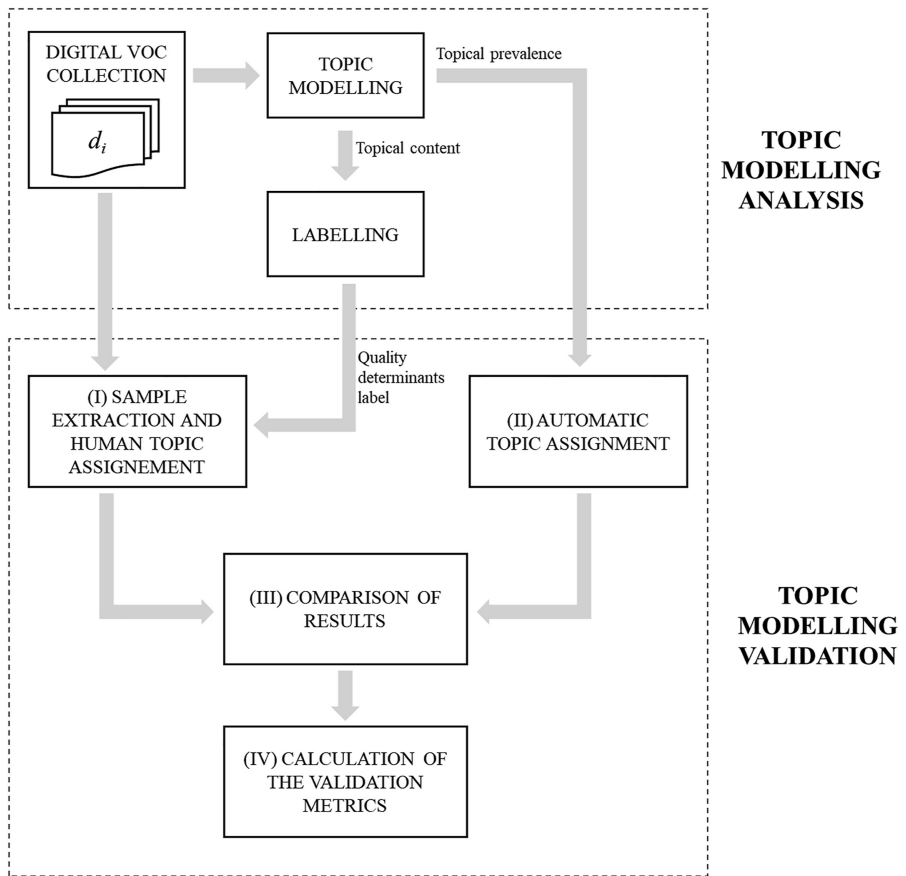 DIGITAL VOC
COLLECTION
d_i
TOPIC
MODELLING
Topical prevalence
Topical content
LABELLING
TOPIC
MODELLING
ANALYSIS
Quality
determinants
label
(I) SAMPLE
EXTRACTION AND
HUMAN TOPIC
ASSIGNEMENT
(II) AUTOMATIC
TOPIC ASSIGNMENT
(III) COMPARISON OF
RESULTS
(IV) CALCULATION OF
THE VALIDATION
METRICS
TOPIC
MODELLING
VALIDATION